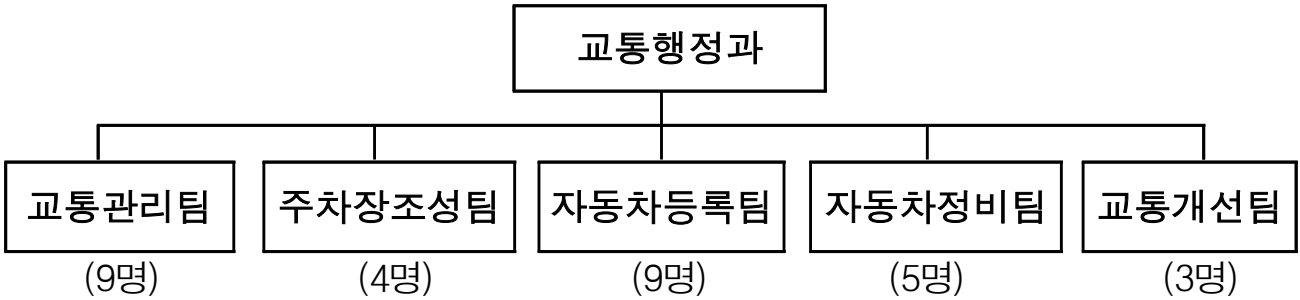 교통행정과
교통관리팀 주차장조성팀 자동차등록팀 자동차정비팀 교통개선팀
(9명) (4명) (9명) (5명) (3명)